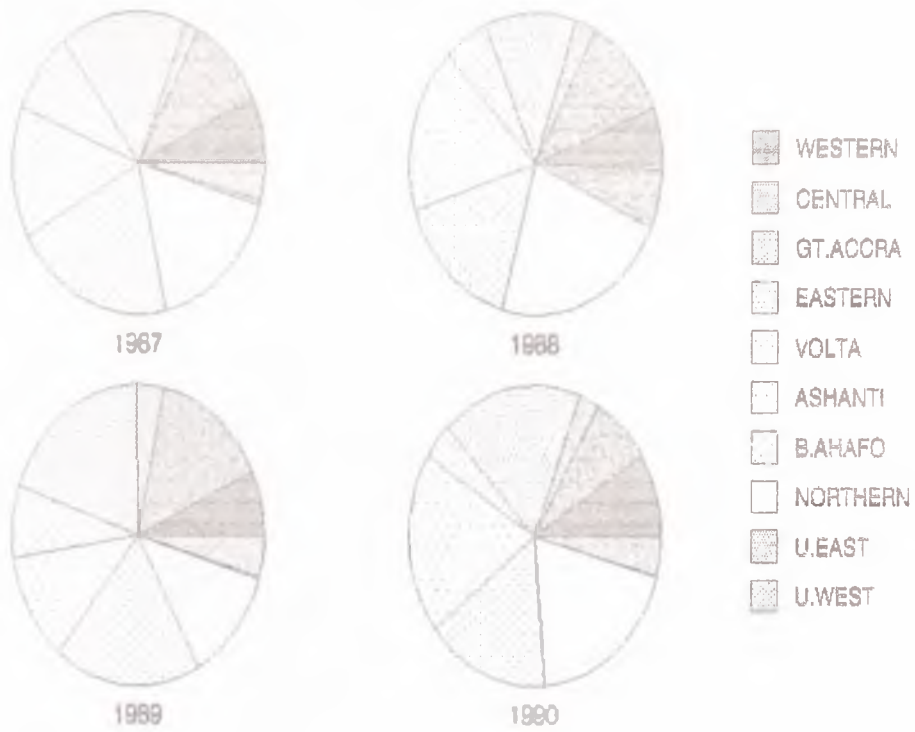 1987
1988
1989
1990
WESTERN
CENTRAL
GT.ACCRA
EASTERN
VOLTA
ASHANTI
B.AHAFO
NORTHERN
U.EAST
U.WEST